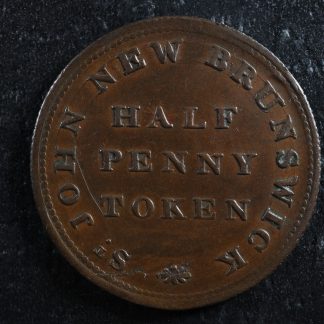 St JOHN NEW BRUNSWICK
HALF
PENNY
TOKEN